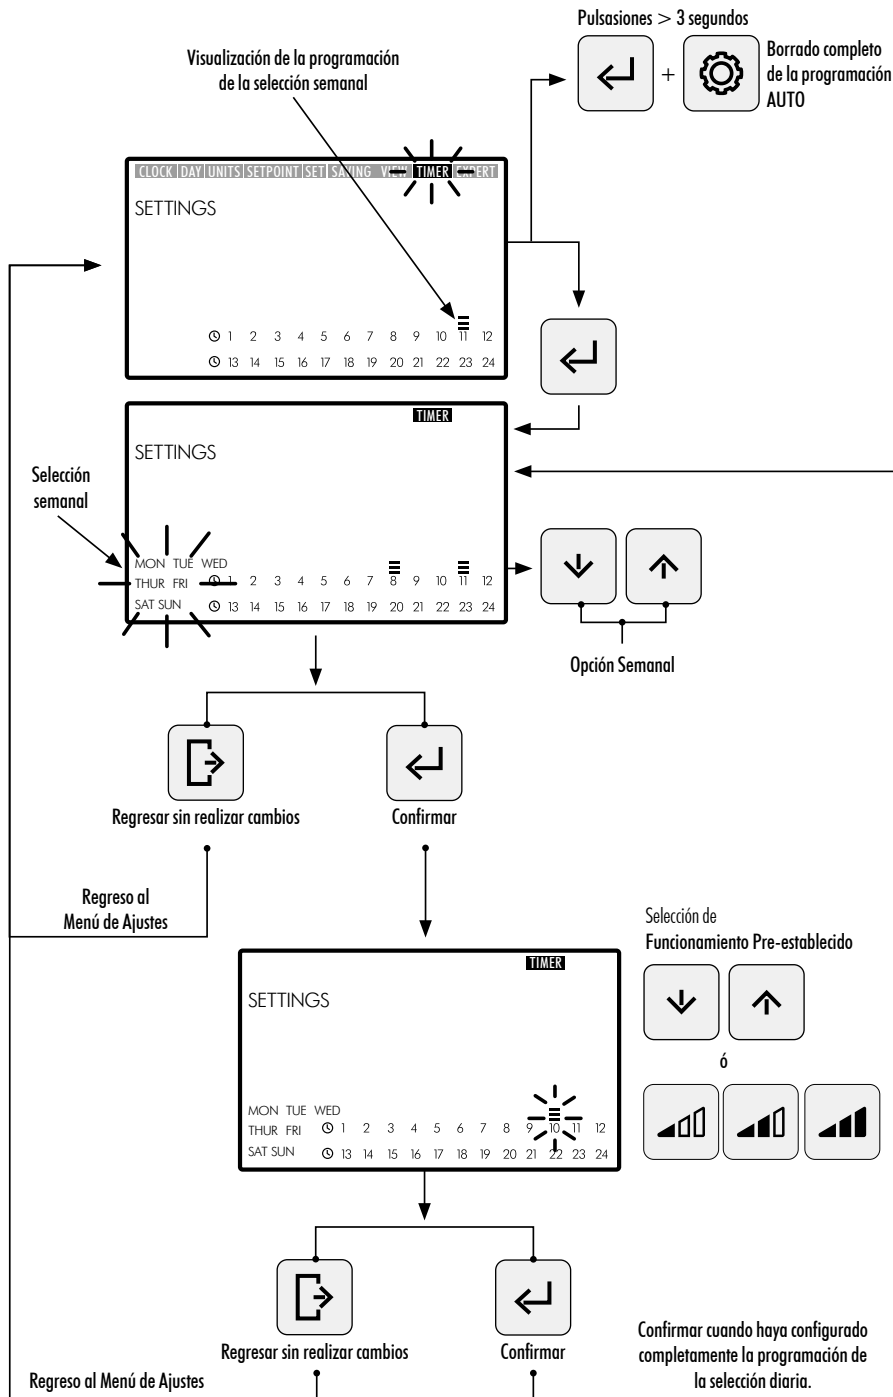 Pulsasiones > 3 segundos
Visualización de la programación
de la selección semanal
+
Borrado completo
de la programación
AUTO
CLOCK DAY UNITS SETPOINT SET SAVING VIEW TIMER EXPERT
SETTINGS
1 2 3 4 5 6 7 8 9 10 11 12
13 14 15 16 17 18 19 20 21 22 23 24
TIMER
SETTINGS
Selección
semanal
MON TUE WED
THUR FRI 1 2 3 4 5 6 7 8 9 10 11 12
SAT SUN 13 14 15 16 17 18 19 20 21 22 23 24
Opción Semanal
Regresar sin realizar cambios
Confirmar
Regreso al
Menú de Ajustes
Selección de
Funcionamiento Pre-establecido
ó
TIMER
SETTINGS
MON TUE WED
THUR FRI 1 2 3 4 5 6 7 8 9 10 11 12
SAT SUN 13 14 15 16 17 18 19 20 21 22 23 24
Regresar sin realizar cambios
Confirmar
Confirmar cuando haya configurado
completamente la programación de
la selección diaria.
Regreso al Menú de Ajustes